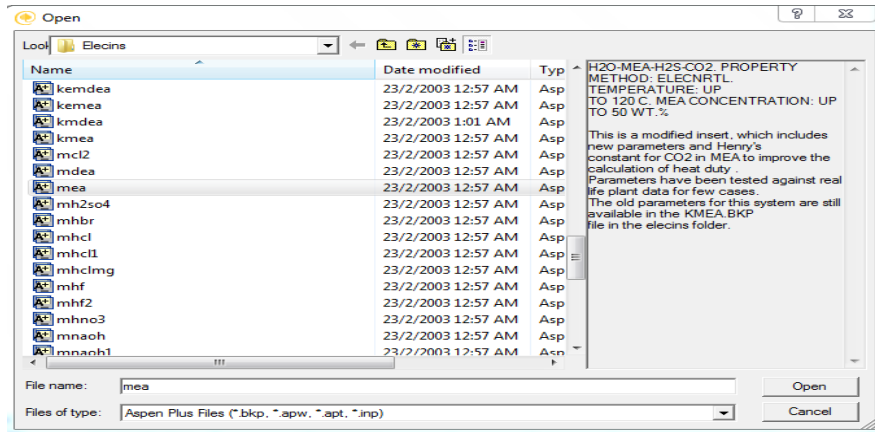 Open
Look Elecins
Name Date modified Typ
kemdea 23/2/2003 12:57 AM Asp
kemea 23/2/2003 12:57 AM Asp
kmdea 23/2/2003 1:01 AM Asp
kmea 23/2/2003 12:57 AM Asp
mcl2 23/2/2003 12:57 AM Asp
mdea 23/2/2003 12:57 AM Asp
mea 23/2/2003 12:57 AM Asp
mh2so4 23/2/2003 12:57 AM Asp
mhbr 23/2/2003 12:57 AM Asp
mhcl 23/2/2003 12:57 AM Asp
mhcl1 23/2/2003 12:57 AM Asp
mhclmg 23/2/2003 12:57 AM Asp
mhf 23/2/2003 12:57 AM Asp
mhf2 23/2/2003 12:57 AM Asp
mhno3 23/2/2003 12:57 AM Asp
mnaoh 23/2/2003 12:57 AM Asp
mnaoh1 23/2/2003 12:57 AM Asp
H2O-MEA-H2S-CO2. PROPERTY
METHOD: ELECNRTL.
TEMPERATURE: UP
TO 120 C. MEA CONCENTRATION: UP
TO 50 WT.%
This is a modified insert, which includes
new parameters and Henry's
constant for CO2 in MEA to improve the
calculation of heat duty .
Parameters have been tested against real
life plant data for few cases.
The old parameters for this system are still
available in the KMEA.BKP
file in the elecins folder.
File name: mea Open
Files of type: Aspen Plus Files (*.bkp, *.apw, *.apt, *.inp) Cancel